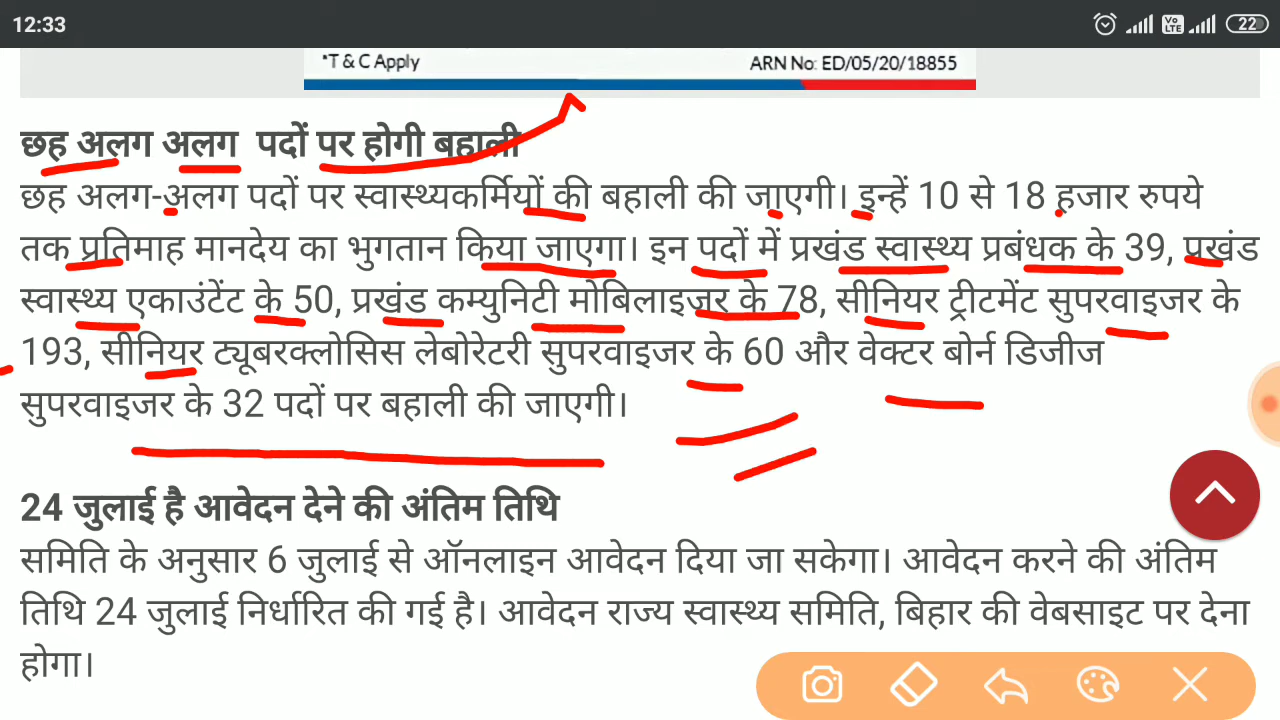 12:33
Vo LTE
22
*T & C Apply
ARN No: ED/05/20/18855
छह अलग अलग पदों पर होगी बहाली
छह अलग-अलग पदों पर स्वास्थ्यकर्मियों की बहाली की जाएगी। इन्हें 10 से 18 हजार रुपये
तक प्रतिमाह मानदेय का भुगतान किया जाएगा। इन पदों में प्रखंड स्वास्थ्य प्रबंधक के 39, प्रखंड
स्वास्थ्य एकाउंटेंट के 50, प्रखंड कम्युनिटी मोबिलाइजर के 78, सीनियर ट्रीटमेंट सुपरवाइजर के
193, सीनियर ट्यूबरक्लोसिस लेबोरेटरी सुपरवाइजर के 60 और वेक्टर बोर्न डिजीज
सुपरवाइजर के 32 पदों पर बहाली की जाएगी।
24 जुलाई है आवेदन देने की अंतिम तिथि
समिति के अनुसार 6 जुलाई से ऑनलाइन आवेदन दिया जा सकेगा। आवेदन करने की अंतिम
तिथि 24 जुलाई निर्धारित की गई है। आवेदन राज्य स्वास्थ्य समिति, बिहार की वेबसाइट पर देना
होगा।